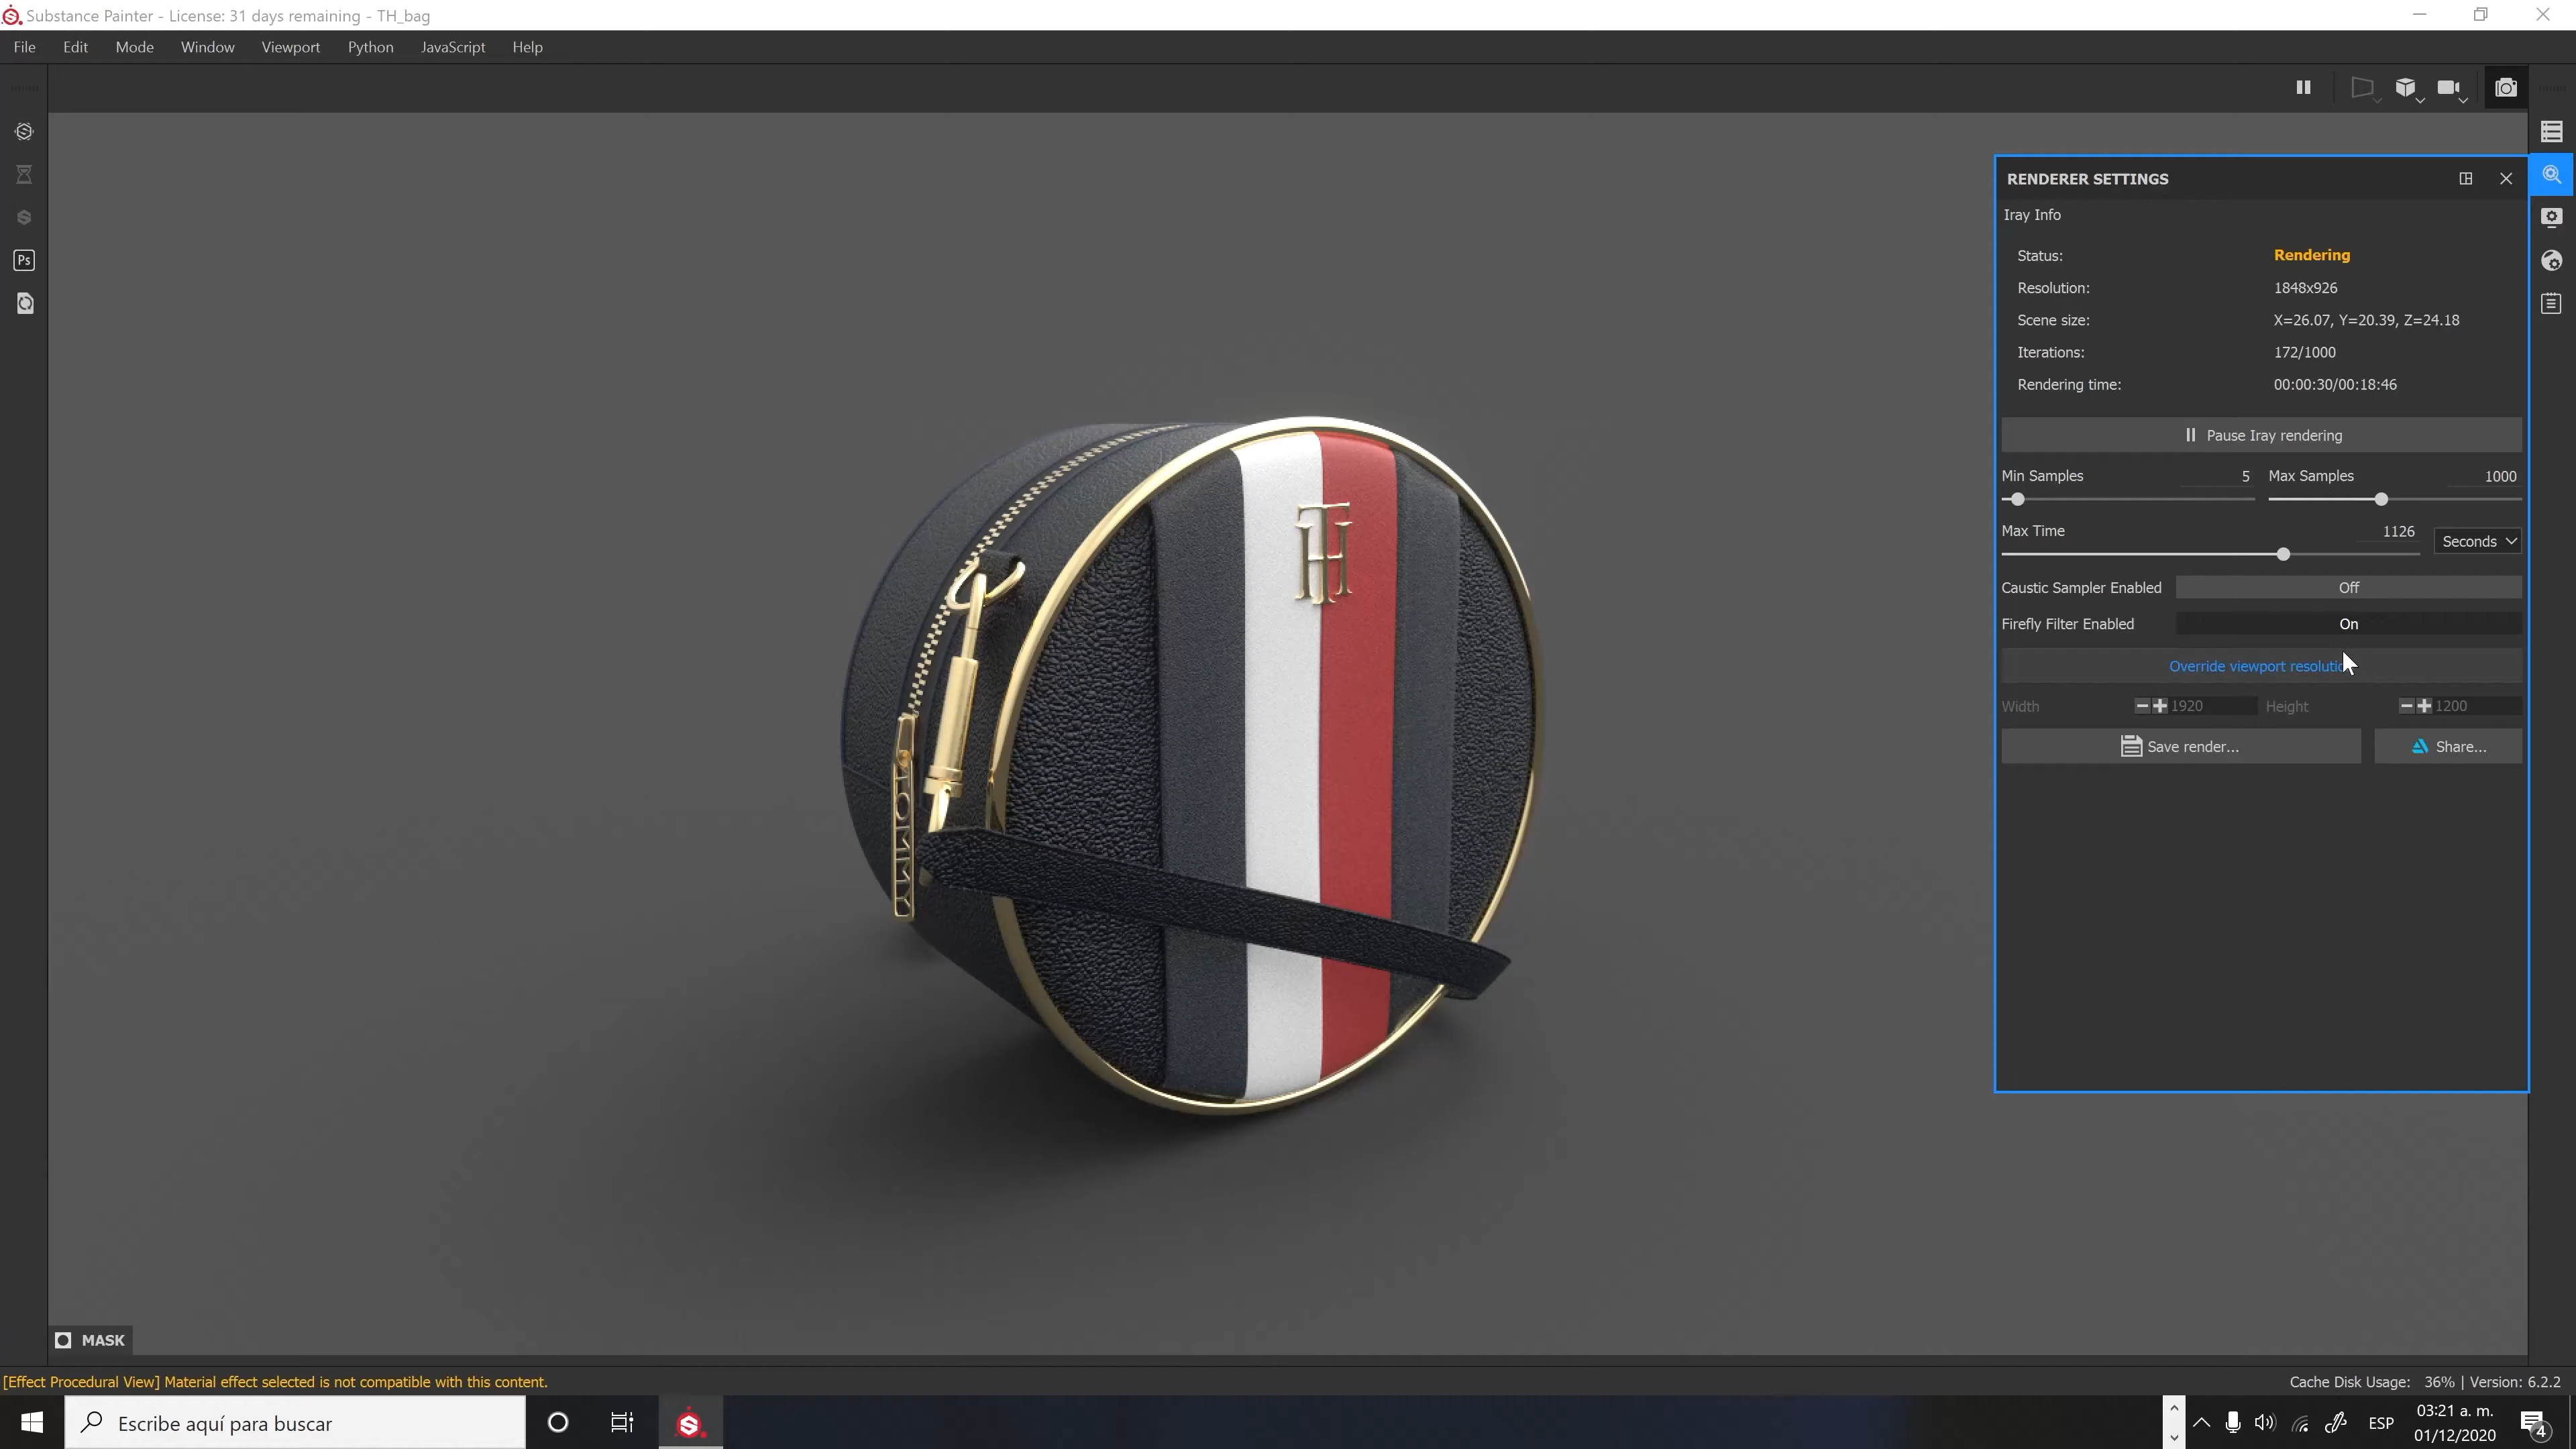 Substance Painter - License: 31 days remaining - TH_bag
File Edit Mode Window Viewport Python JavaScript Help
Ps
RENDERER SETTINGS
Iray Info
Status: Rendering
Resolution: 1848x926
Scene size: X=26.07, Y=20.39, Z=24.18
Iterations: 172/1000
Rendering time: 00:00:30/00:18:46
Pause Iray rendering
Min Samples 5 Max Samples 1000
Max Time 1126 Seconds
Caustic Sampler Enabled Off
Firefly Filter Enabled On
Override viewport
Width 1920 Height 1200
Save render... Share...
TH
TOMMY
MASK
[Effect Procedural View] Material effect selected is not compatible with this content.
Cache Disk Usage: 36% | Version: 6.2.2
Escribe aquí para buscar
ESP
03:21 a. m.
01/12/2020
4